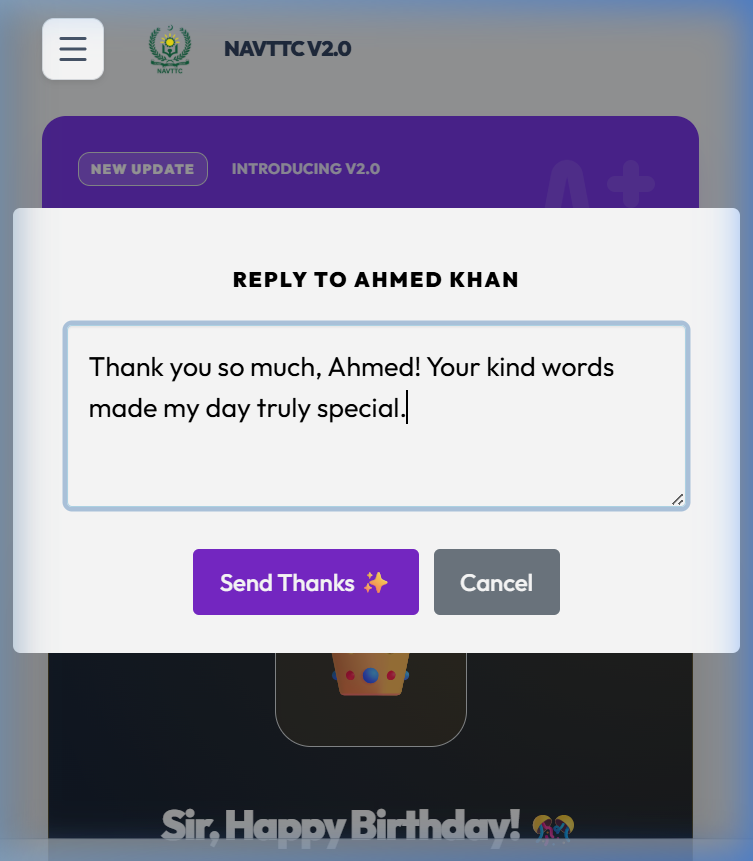 NAVTTC
NAVTTC V2.0
NEW UPDATE
INTRODUCING V2.0
A+
REPLY TO AHMED KHAN
Thank you so much, Ahmed! Your kind words
made my day truly special.
Send Thanks ✨
Cancel
Sir, Happy Birthday!